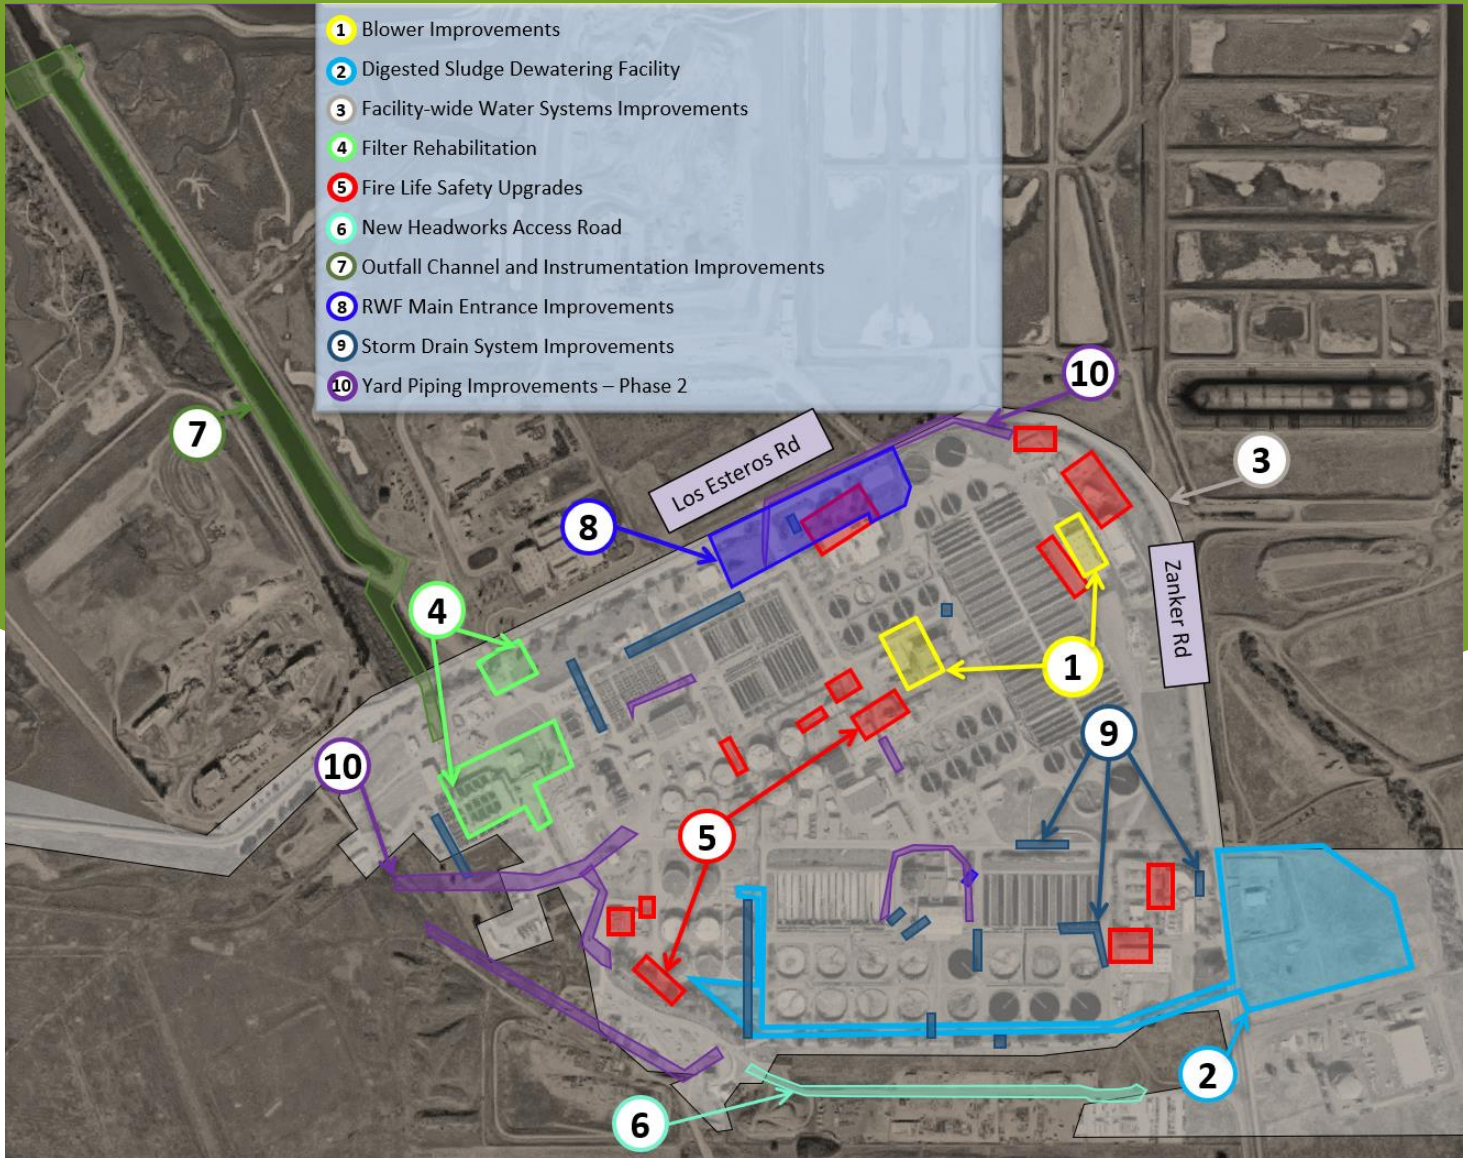 1 Blower Improvements
2 Digested Sludge Dewatering Facility
3 Facility-wide Water Systems Improvements
4 Filter Rehabilitation
5 Fire Life Safety Upgrades
6 New Headworks Access Road
7 Outfall Channel and Instrumentation Improvements
8 RWF Main Entrance Improvements
9 Storm Drain System Improvements
10 Yard Piping Improvements – Phase 2
10
7
Los Esteros Rd
3
8
4
Zanker Rd
1
9
10
5
2
6